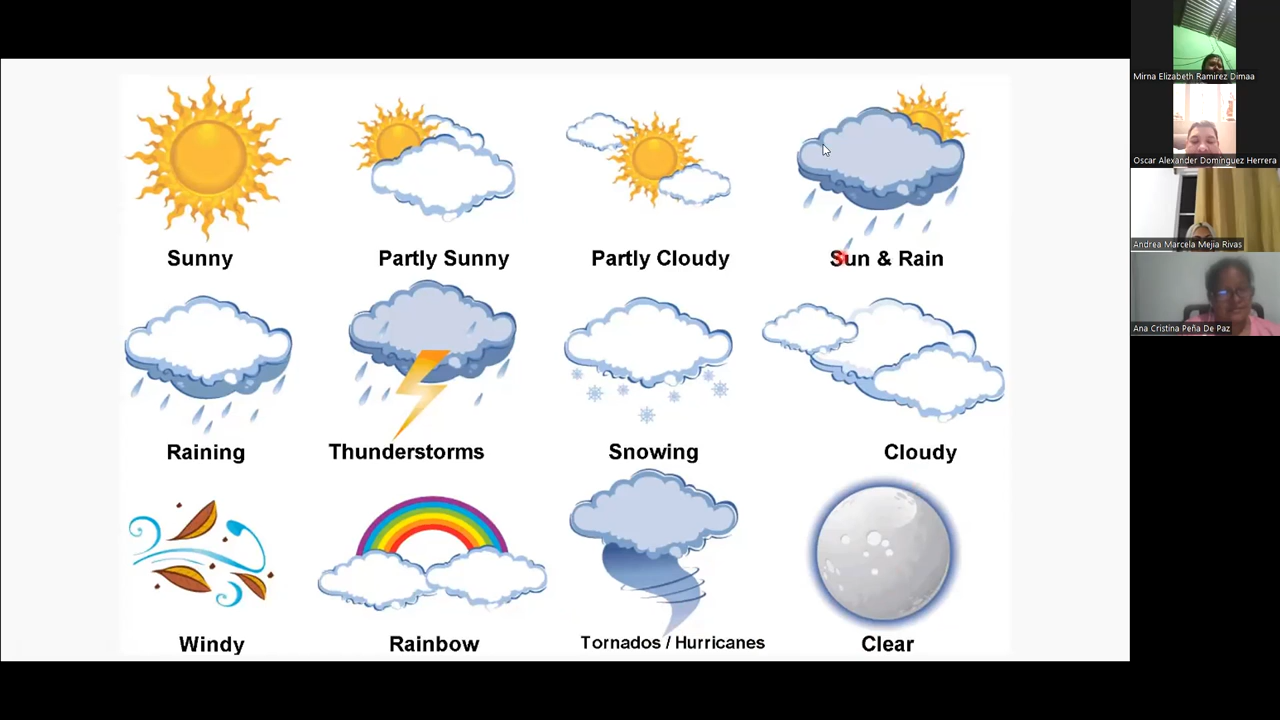 Sunny
Partly Sunny
Partly Cloudy
Sun & Rain
Raining
Thunderstorms
Snowing
Cloudy
Windy
Rainbow
Tornados / Hurricanes
Clear
Mirna Elizabeth Ramirez Dimaa
Oscar Alexander Domínguez Herrera
Andrea Marcela Mejia Rivas
Ana Cristina Peña De Paz